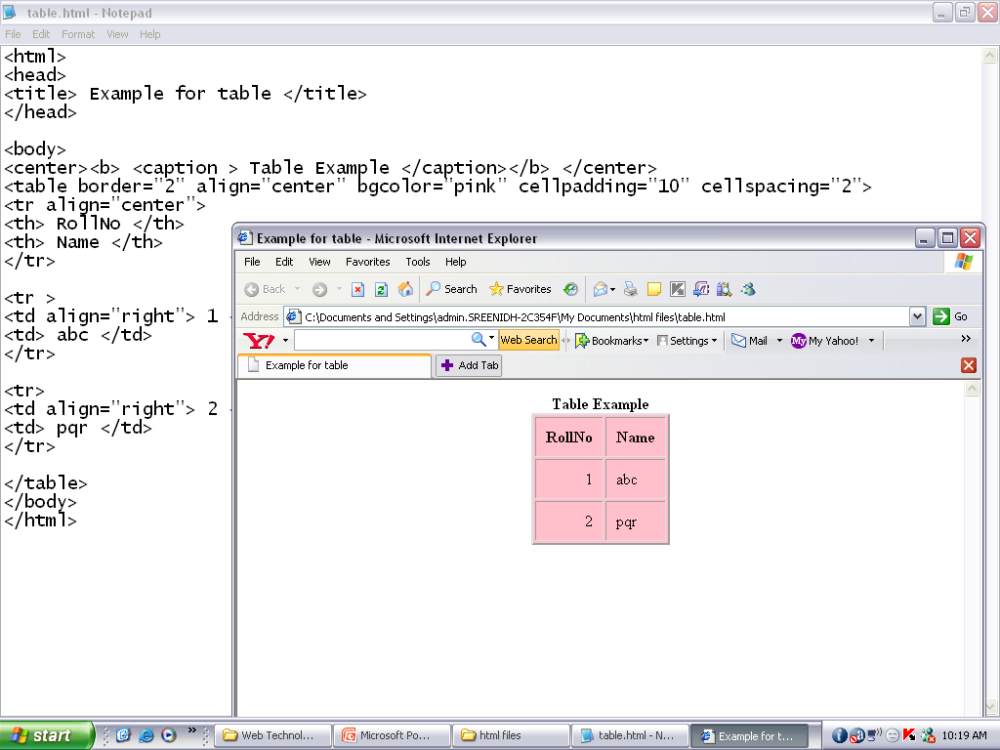 table.html - Notepad
File Edit Format View Help
<html>
<head>
<title> Example for table </title>
</head>
<body>
<center><b> <caption > Table Example </caption></b> </center>
<table border="2" align="center" bgcolor="pink" cellpadding="10" cellspacing="2">
<tr align="center">
<th> RollNo </th>
<th> Name </th>
</tr>
<tr >
<td align="right"> 1
<td> abc </td>
</tr>
<tr>
<td align="right"> 2
<td> pqr </td>
</tr>
</table>
</body>
</html>
Example for table - Microsoft Internet Explorer
File Edit View Favorites Tools Help
Back Search Favorites
Address C:\Documents and Settings\admin.SREENIDH-2C354F\My Documents\html files\table.html Go
Y! Web Search Bookmarks Settings Mail My My Yahoo! »
Example for table Add Tab
Table Example
RollNo Name
1 abc
2 pqr
start » Web Technol... Microsoft Po... html files table.html - N... Example for t... 10:19 AM